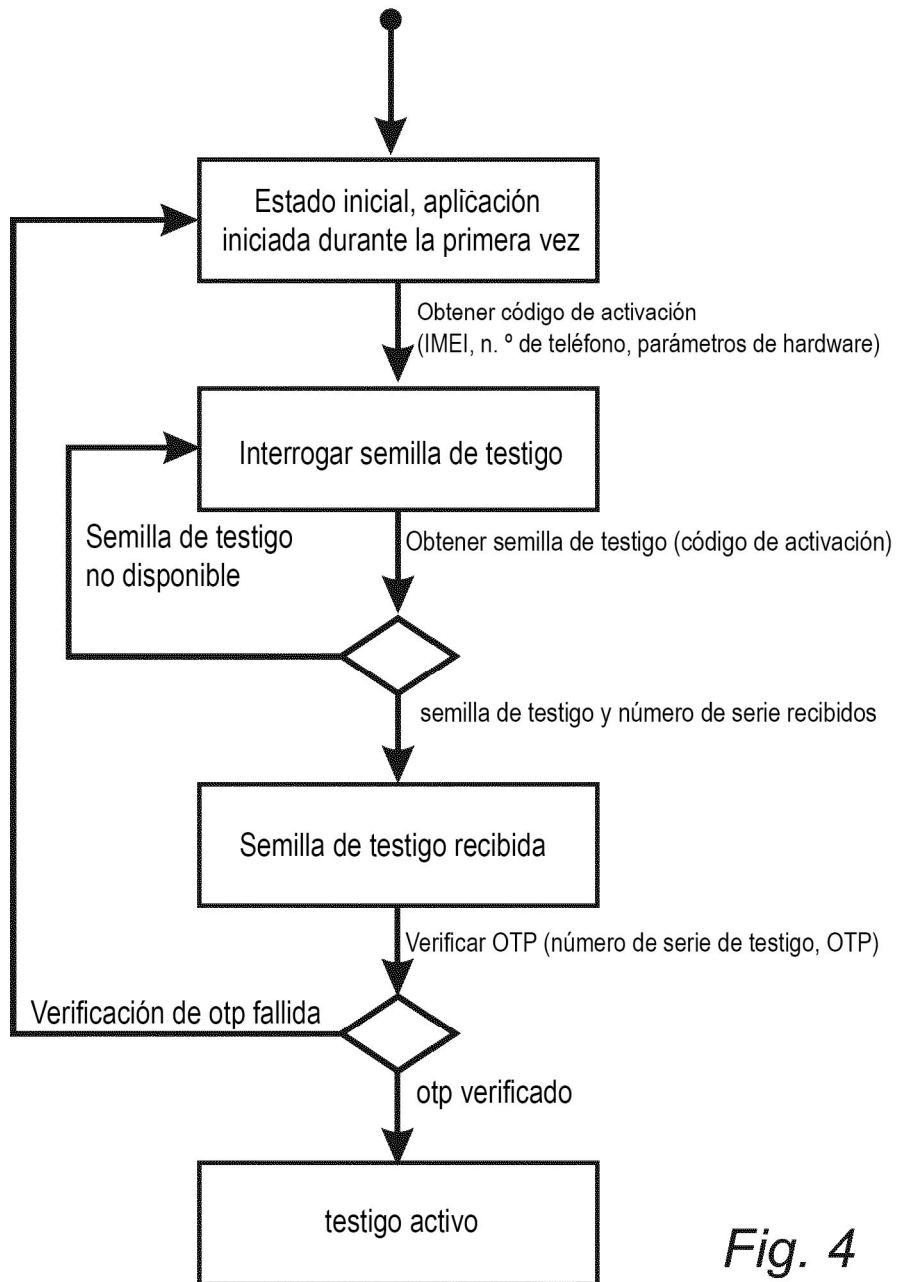 Estado inicial, aplicación
iniciada durante la primera vez
Obtener código de activación
(IMEI, n. º de teléfono, parámetros de hardware)
Interrogar semilla de testigo
Semilla de testigo
no disponible
Obtener semilla de testigo (código de activación)
semilla de testigo y número de serie recibidos
Semilla de testigo recibida
Verificar OTP (número de serie de testigo, OTP)
Verificación de otp fallida
otp verificado
testigo activo
Fig. 4